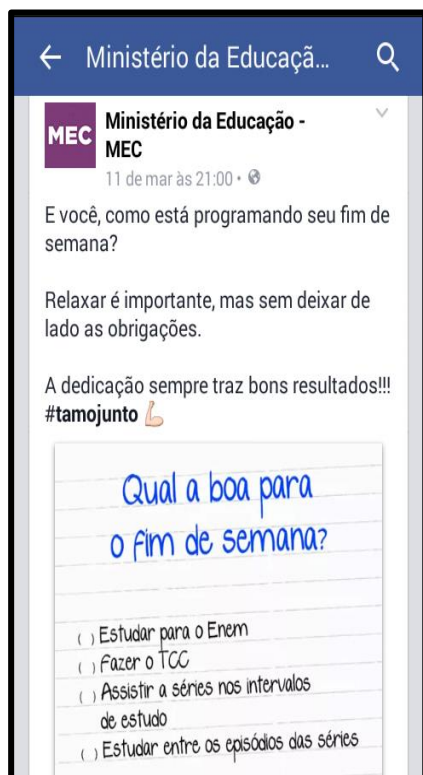 Ministério da Educaçã...
MEC
Ministério da Educação -
MEC
11 de mar às 21:00 •
E você, como está programando seu fim de
semana?
Relaxar é importante, mas sem deixar de
lado as obrigações.
A dedicação sempre traz bons resultados!!!
#tamojunto
Qual a boa para
o fim de semana?
( ) Estudar para o Enem
( ) Fazer o TCC
( ) Assistir a séries nos intervalos
de estudo
( ) Estudar entre os episódios das séries